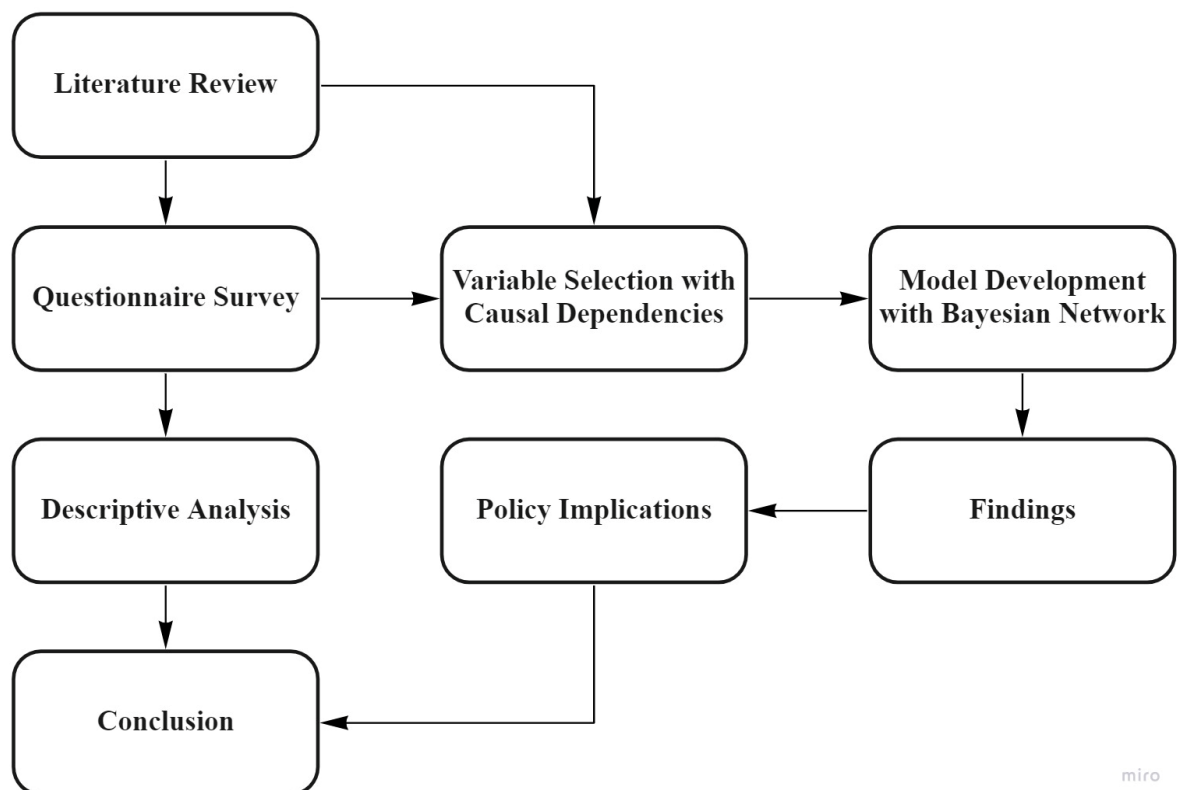 Literature Review
Questionnaire Survey
Variable Selection with
Causal Dependencies
Model Development
with Bayesian Network
Descriptive Analysis
Policy Implications
Findings
Conclusion
miro